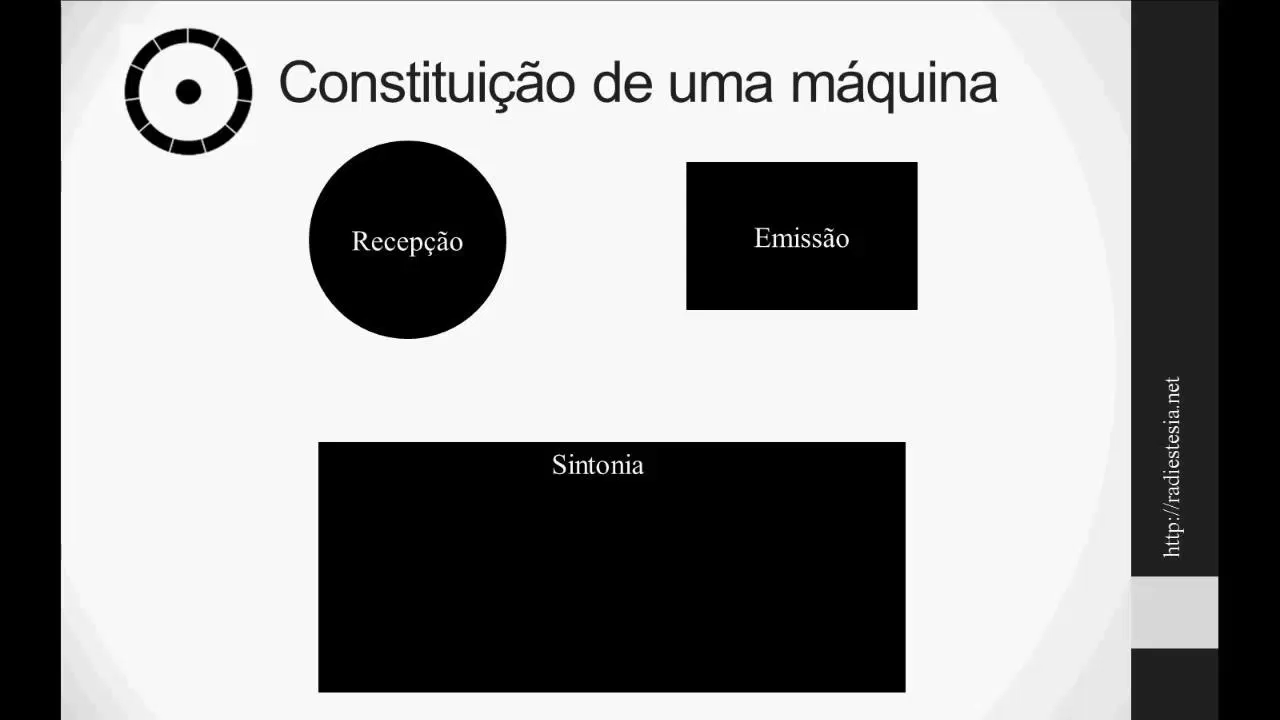 Constituição de uma máquina
Recepção
Emissão
Sintonia
http://radiestesia.net